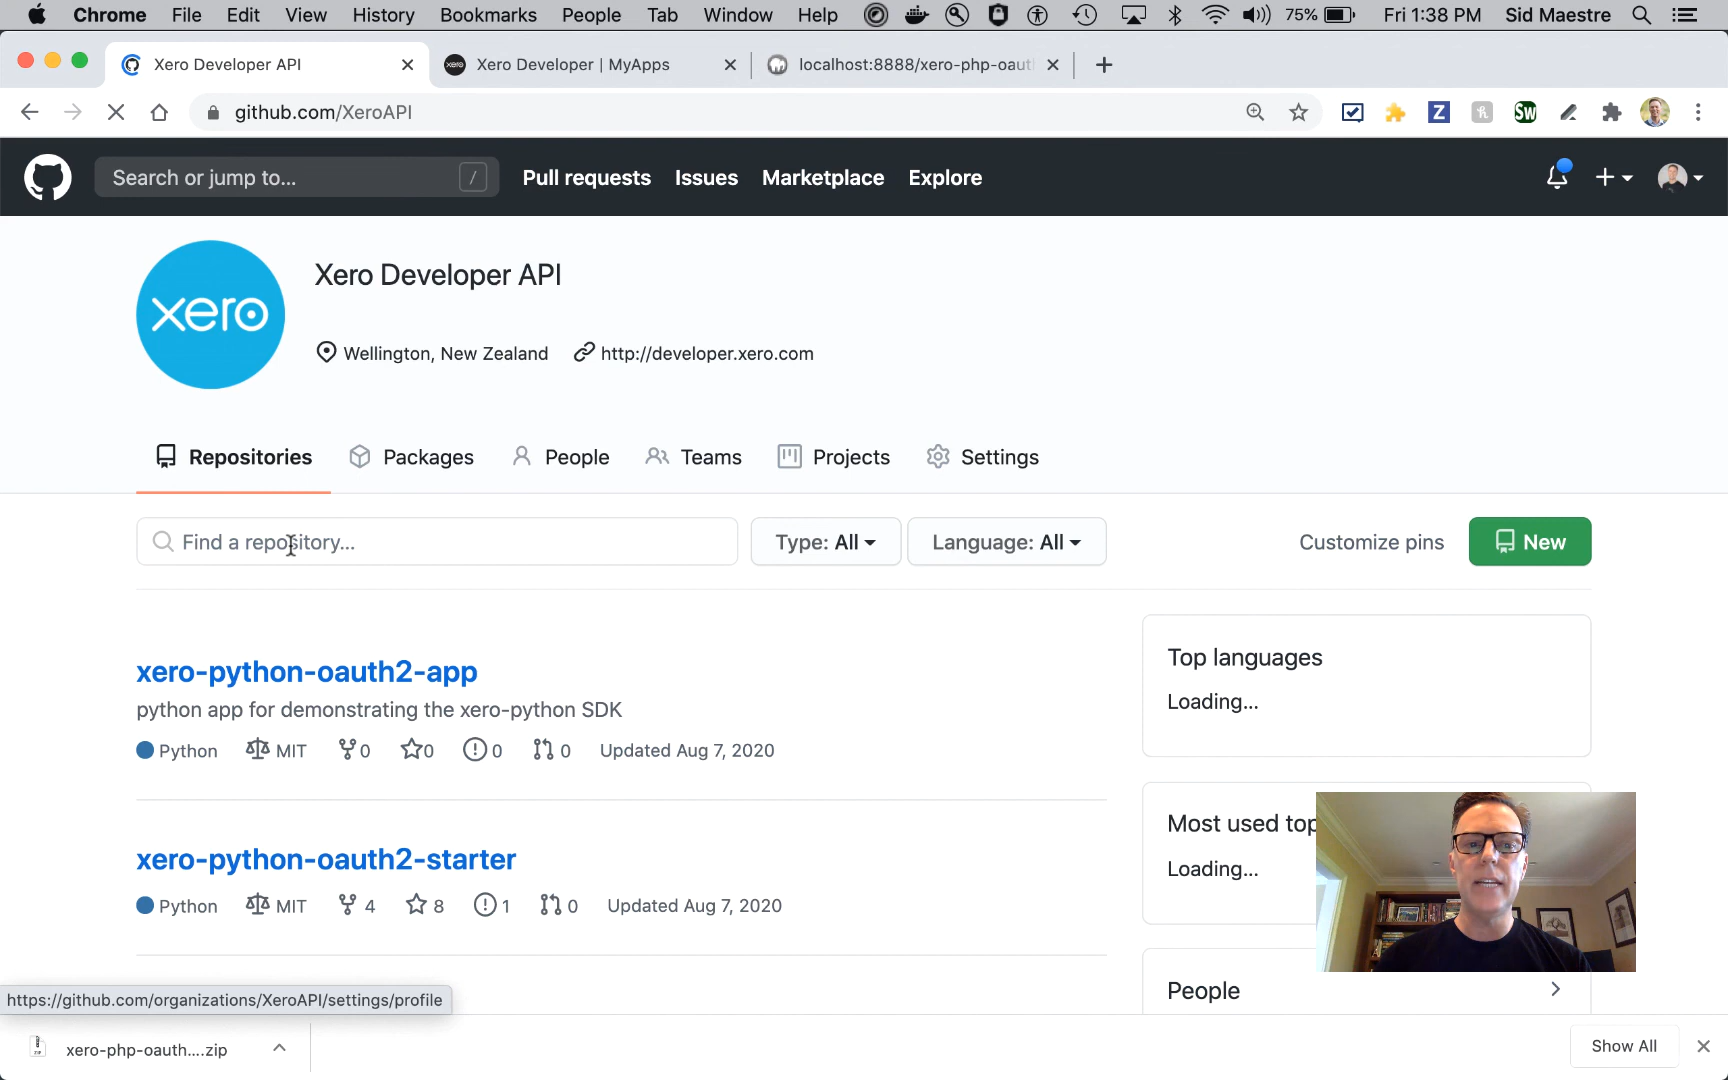 Chrome File Edit View History Bookmarks People Tab Window Help 75% Fri 1:38 PM Sid Maestre
Xero Developer API
xero Xero Developer | MyApps
localhost:8888/xero-php-oaut
github.com/XeroAPI
Z
SW
Search or jump to... /
Pull requests Issues Marketplace Explore
xero
Xero Developer API
Wellington, New Zealand http://developer.xero.com
Repositories Packages People Teams Projects Settings
Find a repository...
Type: All
Language: All
Customize pins
New
xero-python-oauth2-app
python app for demonstrating the xero-python SDK
Python MIT 0 0 0 0 Updated Aug 7, 2020
xero-python-oauth2-starter
Python MIT 4 8 1 0 Updated Aug 7, 2020
Top languages
Loading...
Most used top
Loading...
People
https://github.com/organizations/XeroAPI/settings/profile
xero-php-oauth....zip
Show All